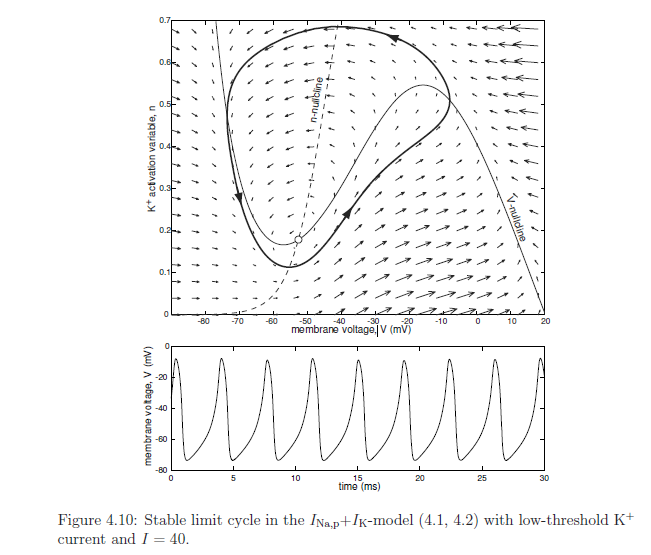 0.7
0.6
0.5
0.4
0.3
0.2
0.1
0
K+ activation variable, n
n-nullcline
V-nullcline
-80 -70 -60 -50 -40 -30 -20 -10 0 10 20
membrane voltage, V (mV)
0
-20
-40
-60
-80
membrane voltage, V (mV)
0 5 10 15 20 25 30
time (ms)
Figure 4.10: Stable limit cycle in the INa,p+IK-model (4.1, 4.2) with low-threshold K+
current and I = 40.